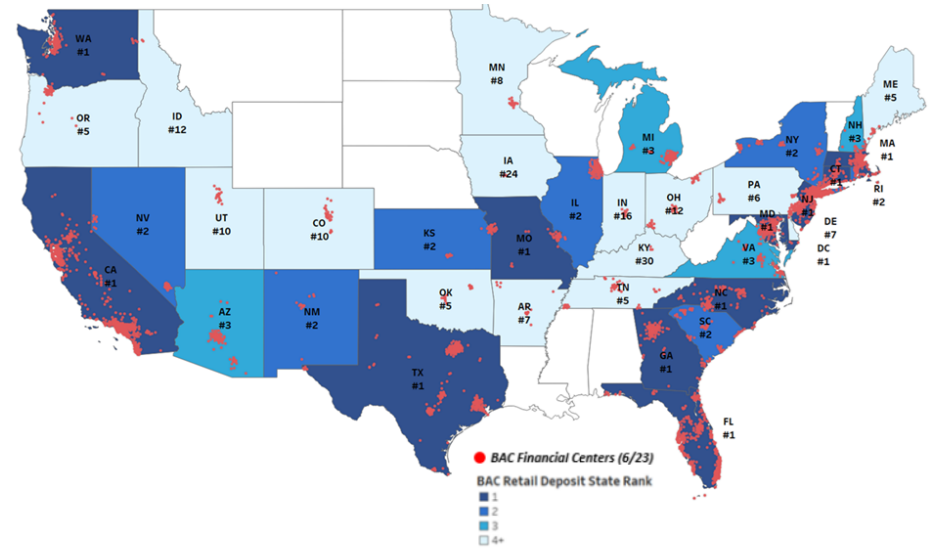 WA
#1
MN
#8
ME
#5
OR
#5
ID
#12
NH
#3
MI
#3
NY
#2
MA
#1
IA
#24
CT
#1
RI
#2
PA
#6
NV
#2
UT
#10
CO
#10
KS
#2
MO
#1
IL
#2
IN
#16
OH
#12
NJ
#1
MD
#1
DE
#7
DC
#1
VA
#3
KY
#30
CA
#1
AZ
#3
NM
#2
OK
#5
AR
#7
TN
#5
NC
#1
SC
#2
GA
#1
TX
#1
FL
#1
BAC Financial Centers (6/23)
BAC Retail Deposit State Rank
1
2
3
4+